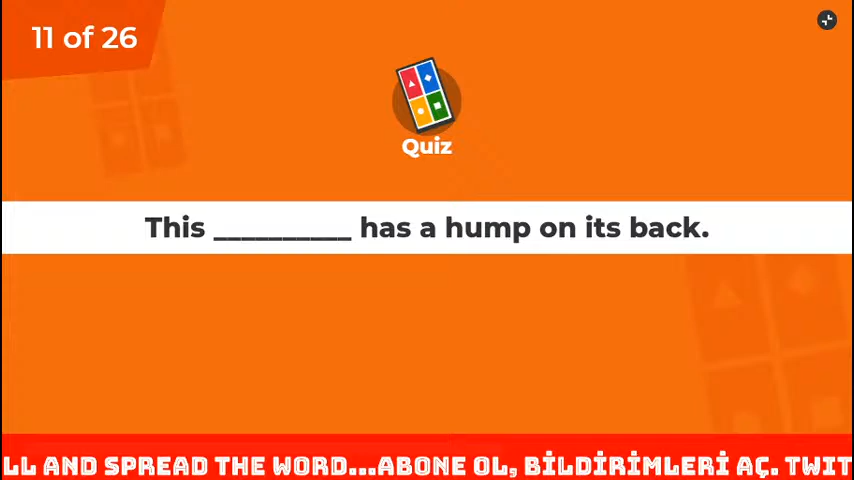 11 of 26
Quiz
This __________ has a hump on its back.
LL AND SPREAD THE WORD...ABONE OL, BİLDİRİMLERİ AÇ. TWIT